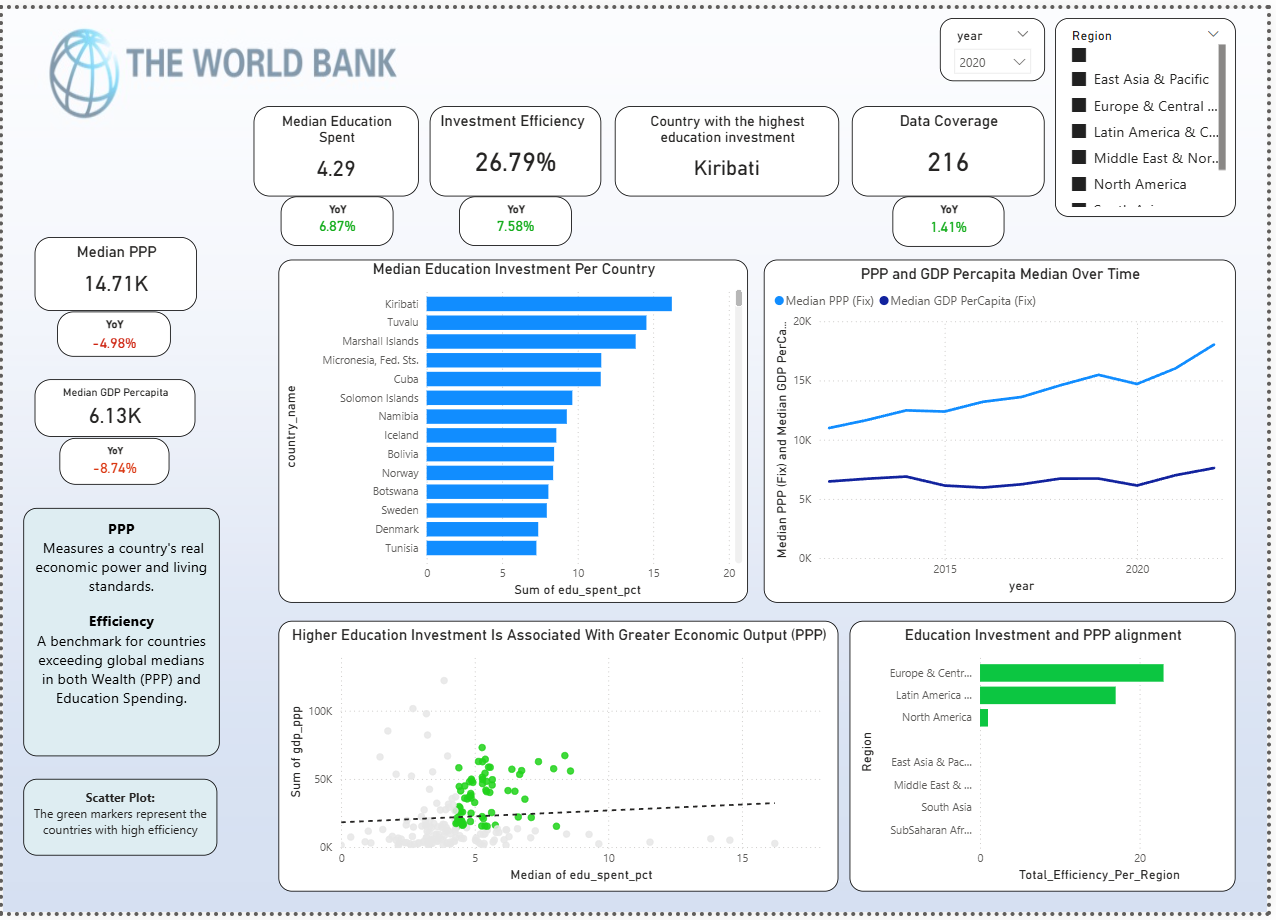 THE WORLD BANK
year
2020
Region
East Asia & Pacific
Europe & Central ...
Latin America & C...
Middle East & Nor...
North America
Median Education
Spent
4.29
YoY
6.87%
Investment Efficiency
26.79%
YoY
7.58%
Country with the highest
education investment
Kiribati
Data Coverage
216
YoY
1.41%
Median PPP
14.71K
YoY
-4.98%
Median GDP Percapita
6.13K
YoY
-8.74%
PPP
Measures a country's real
economic power and living
standards.
Efficiency
A benchmark for countries
exceeding global medians
in both Wealth (PPP) and
Education Spending.
Scatter Plot:
The green markers represent the
countries with high efficiency
Median Education Investment Per Country
country_name
Kiribati
Tuvalu
Marshall Islands
Micronesia, Fed. Sts.
Cuba
Solomon Islands
Namibia
Iceland
Bolivia
Norway
Botswana
Sweden
Denmark
Tunisia
0 5 10 15 20
Sum of edu_spent_pct
PPP and GDP Percapita Median Over Time
Median PPP (Fix) Median GDP PerCapita (Fix)
Median PPP (Fix) and Median GDP PerCa...
20K
15K
10K
5K
0K
2015 2020
year
Higher Education Investment Is Associated With Greater Economic Output (PPP)
Sum of gdp_ppp
100K
50K
0K
0 5 10 15
Median of edu_spent_pct
Education Investment and PPP alignment
Region
Europe & Centr...
Latin America ...
North America
East Asia & Pac...
Middle East & ...
South Asia
SubSaharan Afr...
0 20
Total_Efficiency_Per_Region